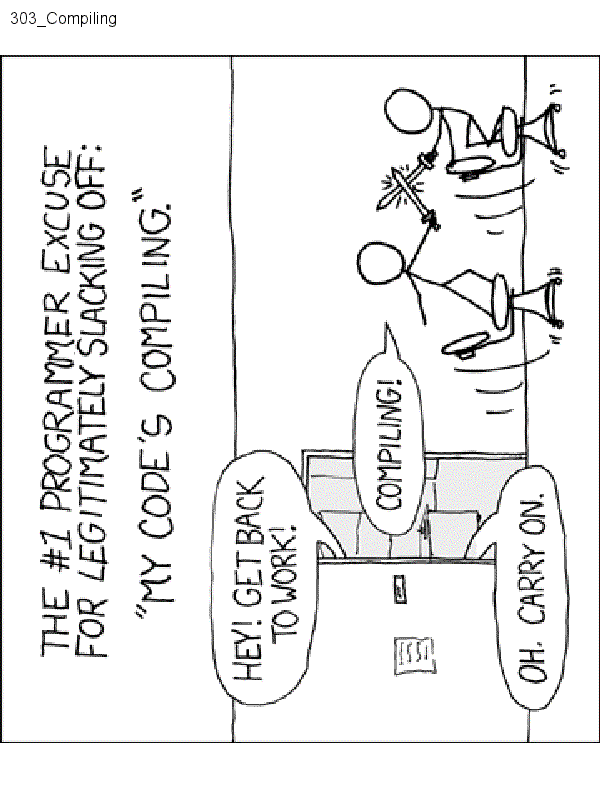 303_Compiling
THE #1 PROGRAMMER EXCUSE
FOR LEGITIMATELY SLACKING OFF:
"MY CODE'S COMPILING."
HEY! GET BACK
TO WORK!
COMPILING!
OH. CARRY ON.